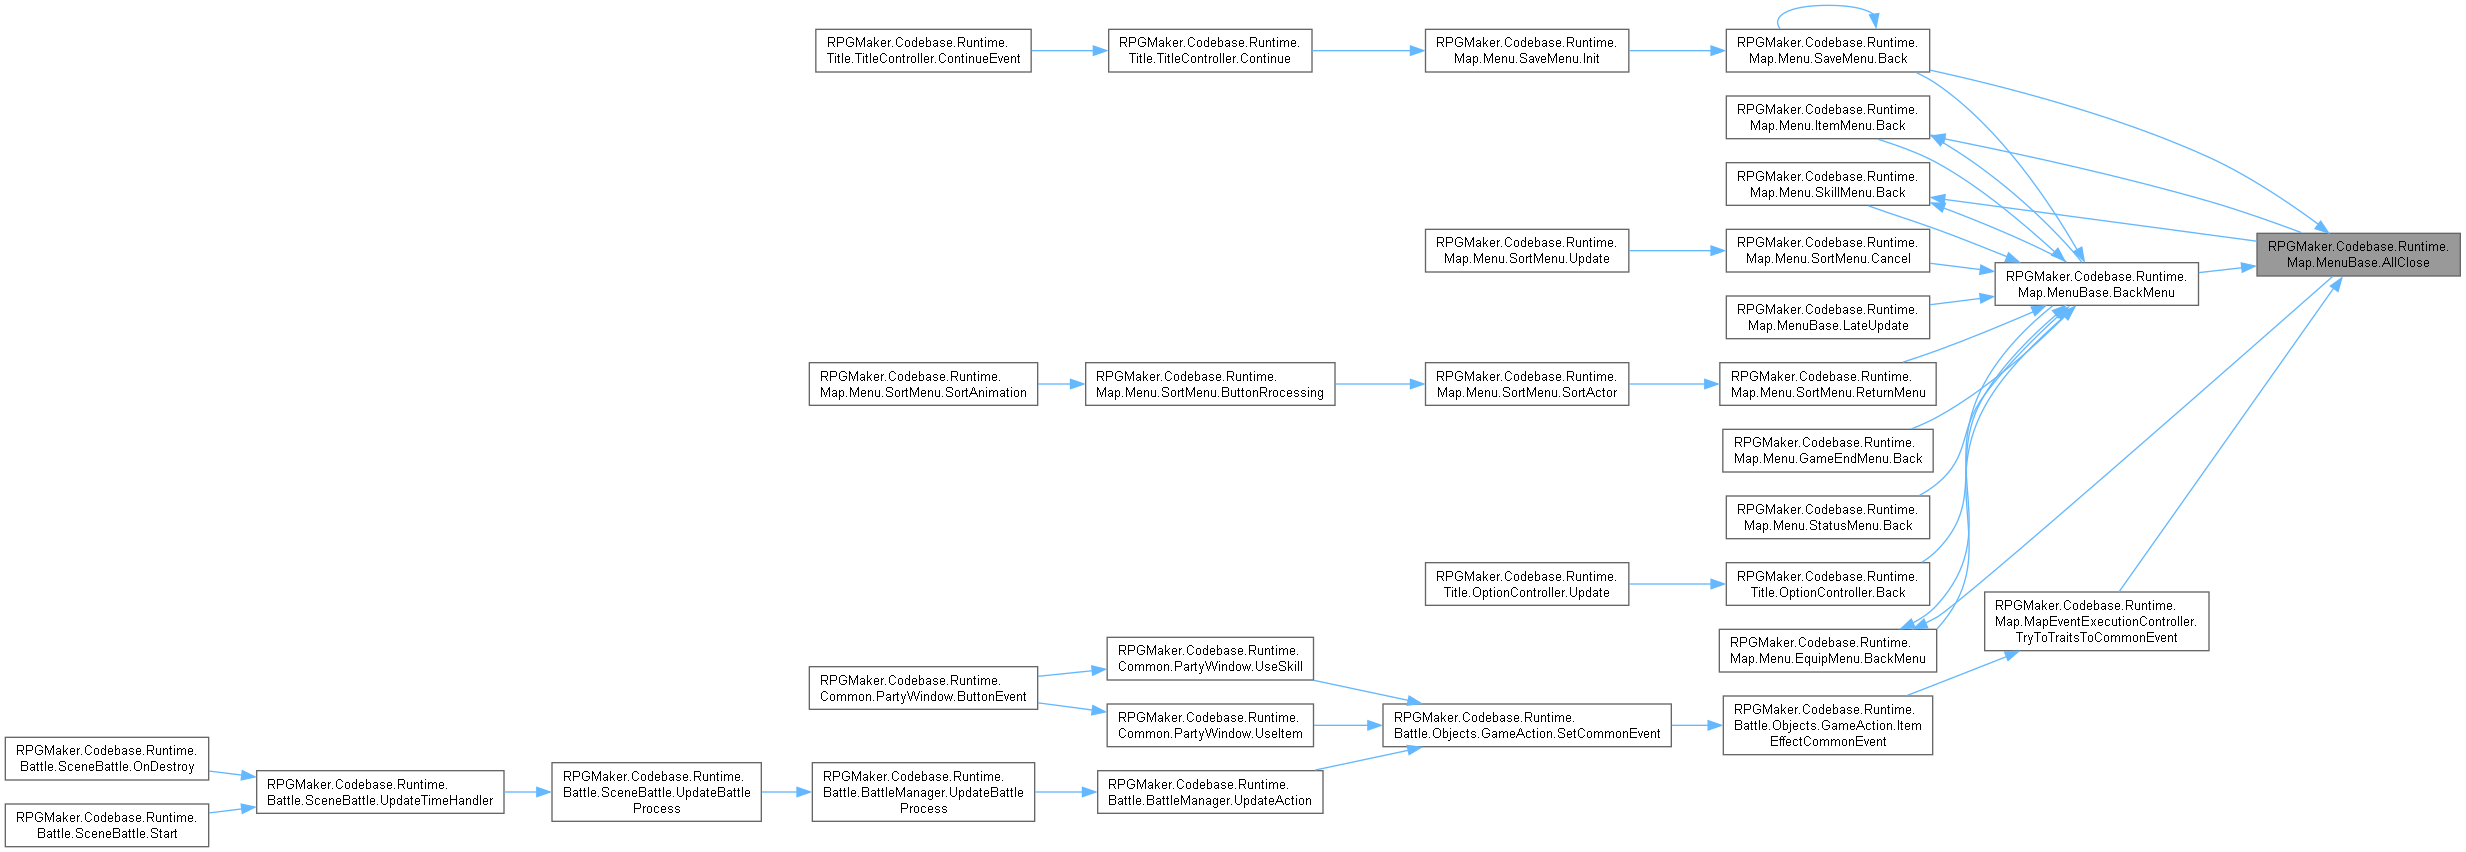 RPGMaker.Codebase.Runtime.
Title.TitleController.ContinueEvent
RPGMaker.Codebase.Runtime.
Title.TitleController.Continue
RPGMaker.Codebase.Runtime.
Map.Menu.SaveMenu.Init
RPGMaker.Codebase.Runtime.
Map.Menu.SaveMenu.Back
RPGMaker.Codebase.Runtime.
Map.Menu.ItemMenu.Back
RPGMaker.Codebase.Runtime.
Map.Menu.SkillMenu.Back
RPGMaker.Codebase.Runtime.
Map.Menu.SortMenu.Update
RPGMaker.Codebase.Runtime.
Map.Menu.SortMenu.Cancel
RPGMaker.Codebase.Runtime.
Map.MenuBase.AllClose
RPGMaker.Codebase.Runtime.
Map.MenuBase.BackMenu
RPGMaker.Codebase.Runtime.
Map.MenuBase.LateUpdate
RPGMaker.Codebase.Runtime.
Map.Menu.SortMenu.SortAnimation
RPGMaker.Codebase.Runtime.
Map.Menu.SortMenu.ButtonRrocessing
RPGMaker.Codebase.Runtime.
Map.Menu.SortMenu.SortActor
RPGMaker.Codebase.Runtime.
Map.Menu.SortMenu.ReturnMenu
RPGMaker.Codebase.Runtime.
Map.Menu.GameEndMenu.Back
RPGMaker.Codebase.Runtime.
Map.Menu.StatusMenu.Back
RPGMaker.Codebase.Runtime.
Title.OptionController.Update
RPGMaker.Codebase.Runtime.
Title.OptionController.Back
RPGMaker.Codebase.Runtime.
Map.MapEventExecutionController.
TryToTraitsToCommonEvent
RPGMaker.Codebase.Runtime.
Map.Menu.EquipMenu.BackMenu
RPGMaker.Codebase.Runtime.
Common.PartyWindow.UseSkill
RPGMaker.Codebase.Runtime.
Common.PartyWindow.ButtonEvent
RPGMaker.Codebase.Runtime.
Common.PartyWindow.UseItem
RPGMaker.Codebase.Runtime.
Battle.Objects.GameAction.SetCommonEvent
RPGMaker.Codebase.Runtime.
Battle.Objects.GameAction.Item
EffectCommonEvent
RPGMaker.Codebase.Runtime.
Battle.SceneBattle.OnDestroy
RPGMaker.Codebase.Runtime.
Battle.SceneBattle.UpdateTimeHandler
RPGMaker.Codebase.Runtime.
Battle.SceneBattle.UpdateBattle
Process
RPGMaker.Codebase.Runtime.
Battle.BattleManager.UpdateBattle
Process
RPGMaker.Codebase.Runtime.
Battle.BattleManager.UpdateAction
RPGMaker.Codebase.Runtime.
Battle.SceneBattle.Start